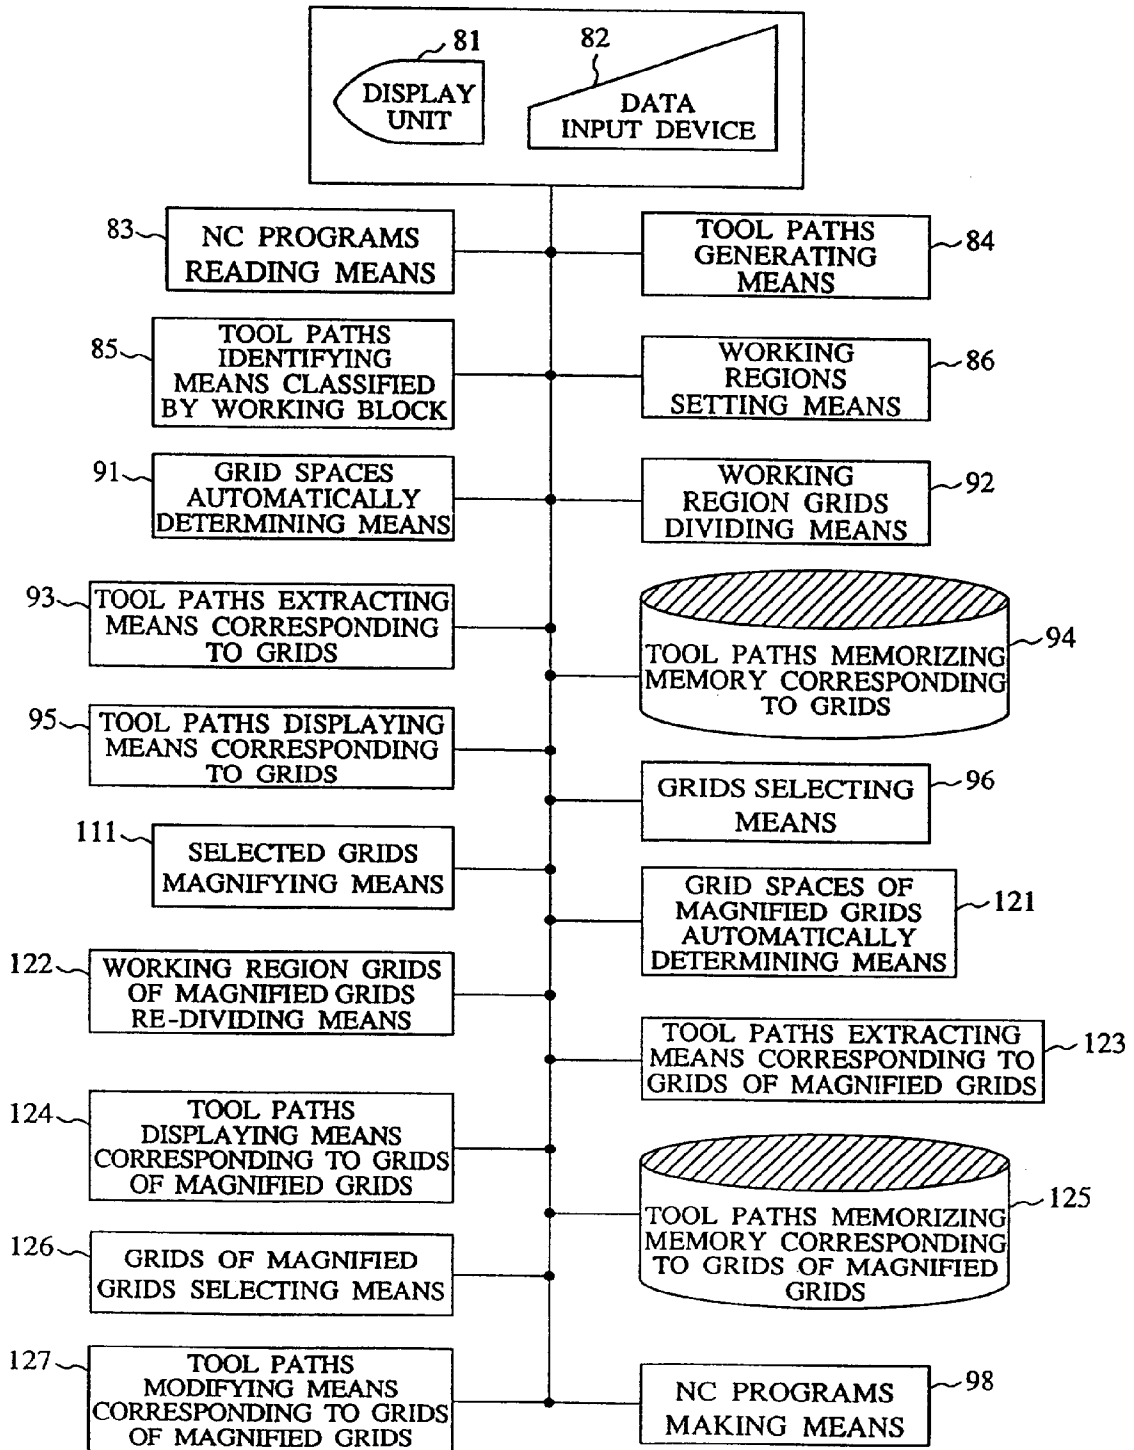 81
DISPLAY
UNIT
82
DATA
INPUT DEVICE
83
NC PROGRAMS
READING MEANS
TOOL PATHS
GENERATING
MEANS
84
85
TOOL PATHS
IDENTIFYING
MEANS CLASSIFIED
BY WORKING BLOCK
WORKING
REGIONS
SETTING MEANS
86
91
GRID SPACES
AUTOMATICALLY
DETERMINING MEANS
WORKING
REGION GRIDS
DIVIDING MEANS
92
93
TOOL PATHS EXTRACTING
MEANS CORRESPONDING
TO GRIDS
TOOL PATHS MEMORIZING
MEMORY CORRESPONDING
TO GRIDS
94
95
TOOL PATHS DISPLAYING
MEANS CORRESPONDING
TO GRIDS
GRIDS SELECTING
MEANS
96
111
SELECTED GRIDS
MAGNIFYING MEANS
GRID SPACES OF
MAGNIFIED GRIDS
AUTOMATICALLY
DETERMINING MEANS
121
122
WORKING REGION GRIDS
OF MAGNIFIED GRIDS
RE-DIVIDING MEANS
TOOL PATHS EXTRACTING
MEANS CORRESPONDING TO
GRIDS OF MAGNIFIED GRIDS
123
124
TOOL PATHS
DISPLAYING MEANS
CORRESPONDING TO GRIDS
OF MAGNIFIED GRIDS
TOOL PATHS MEMORIZING
MEMORY CORRESPONDING
TO GRIDS OF MAGNIFIED
GRIDS
125
126
GRIDS OF MAGNIFIED
GRIDS SELECTING MEANS
127
TOOL PATHS
MODIFYING MEANS
CORRESPONDING TO GRIDS
OF MAGNIFIED GRIDS
NC PROGRAMS
MAKING MEANS
98